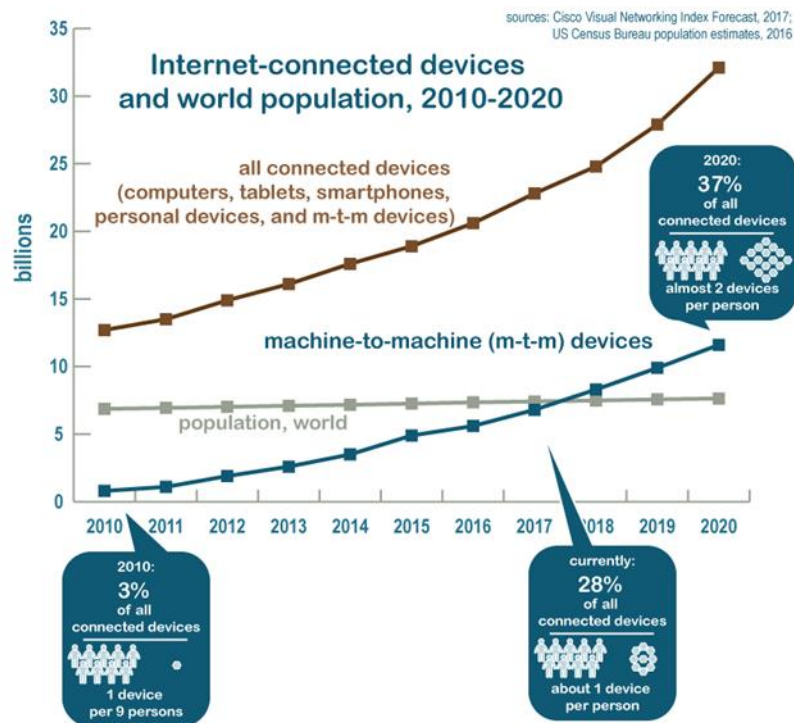 sources: Cisco Visual Networking Index Forecast, 2017;
US Census Bureau population estimates, 2016
Internet-connected devices
and world population, 2010-2020
billions
35
30
25
20
15
10
5
0
all connected devices
(computers, tablets, smartphones,
personal devices, and m-t-m devices)
machine-to-machine (m-t-m) devices
population, world
2020:
37%
of all
connected devices
almost 2 devices
per person
2010
2011
2012
2013
2014
2015
2016
2017
2018
2019
2020
2010:
3%
of all
connected devices
1 device
per 9 persons
currently:
28%
of all
connected devices
about 1 device
per person